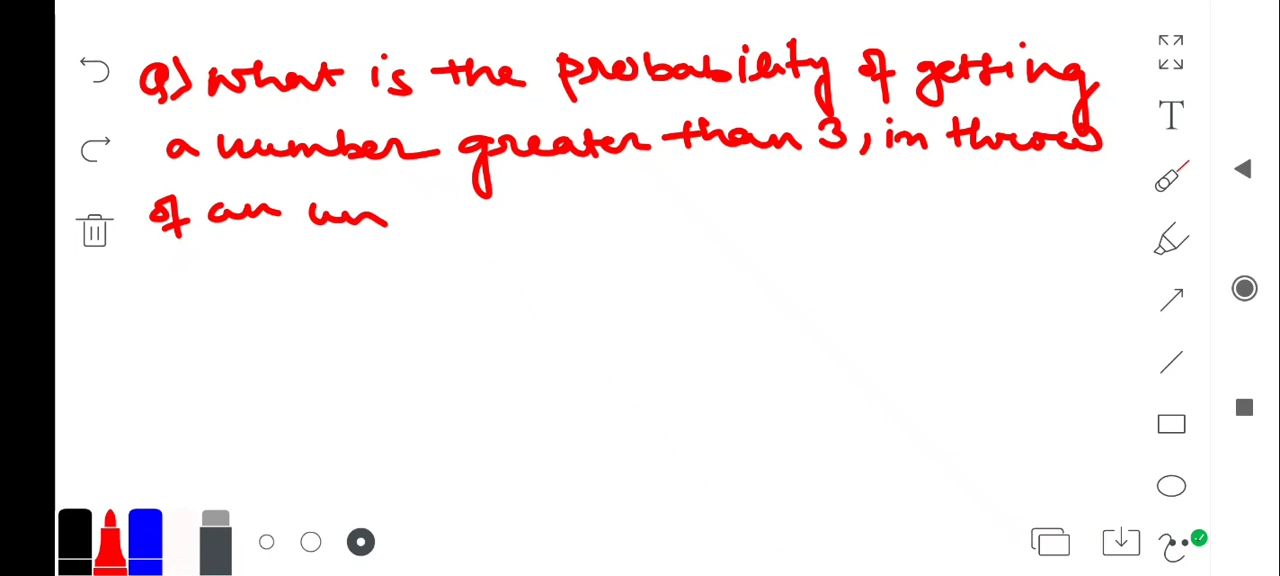 Q) What is the probability of getting
a number greater than 3, in throws
of an un
T